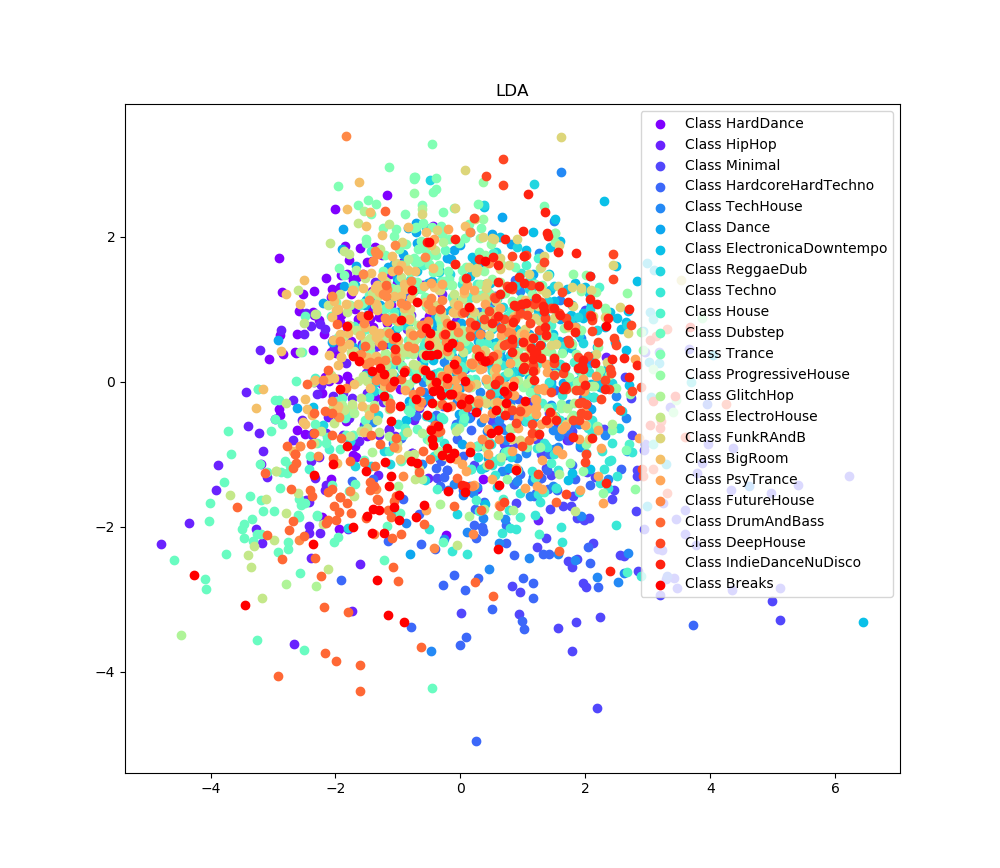 LDA
Class HardDance
Class HipHop
Class Minimal
Class HardcoreHardTechno
Class TechHouse
Class Dance
Class ElectronicaDowntempo
Class ReggaeDub
Class Techno
Class House
Class Dubstep
Class Trance
Class ProgressiveHouse
Class GlitchHop
Class ElectroHouse
Class FunkRAndB
Class BigRoom
Class PsyTrance
Class FutureHouse
Class DrumAndBass
Class DeepHouse
Class IndieDanceNuDisco
Class Breaks
2
0
−2
−4
−4 −2 0 2 4 6